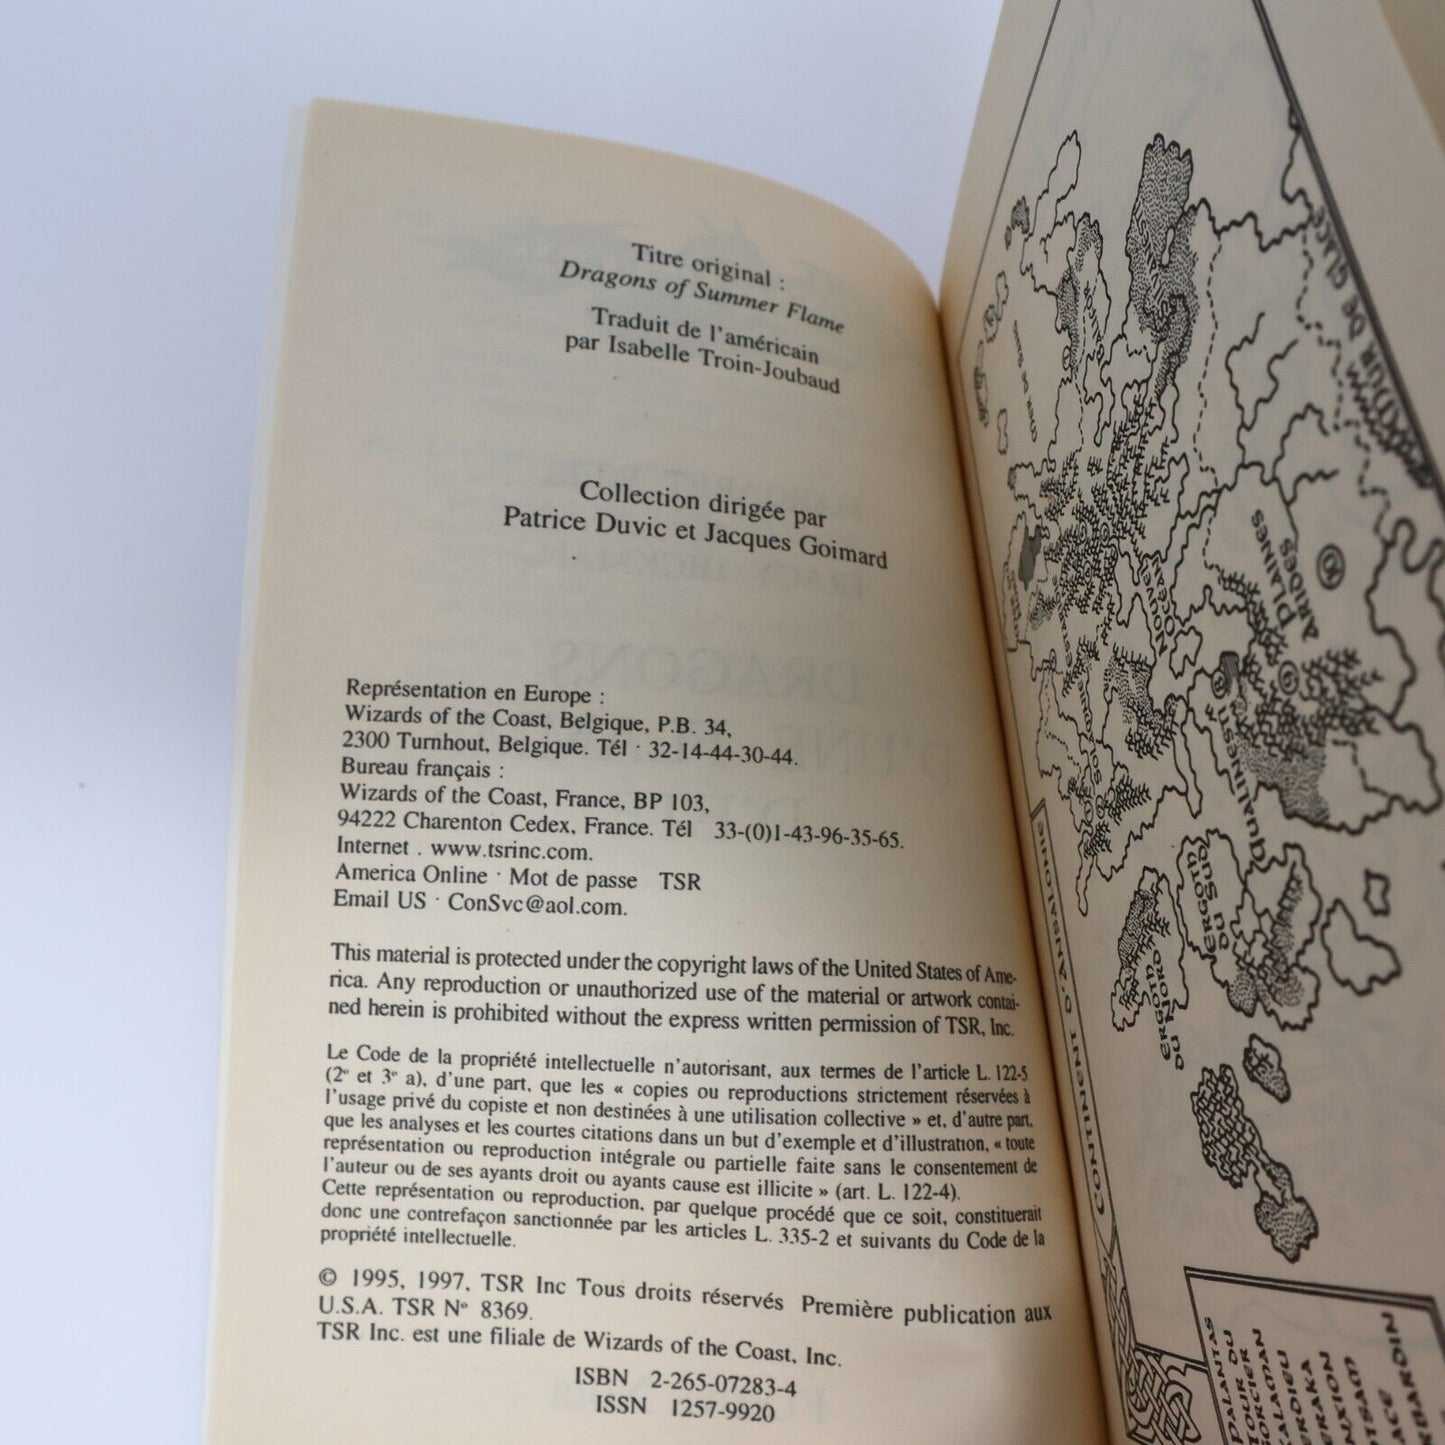 Titre original :
Dragons of Summer Flame
Traduit de l'américain
par Isabelle Troin-Joubaud
Collection dirigée par
Patrice Duvic et Jacques Goimard
Représentation en Europe :
Wizards of the Coast, Belgique, P.B. 34,
2300 Turnhout, Belgique. Tél · 32-14-44-30-44.
Bureau français :
Wizards of the Coast, France, BP 103,
94222 Charenton Cedex, France. Tél 33-(0)1-43-96-35-65.
Internet . www.tsrinc.com.
America Online · Mot de passe TSR
Email US · ConSvc@aol.com.
This material is protected under the copyright laws of the United States of Ame-
rica. Any reproduction or unauthorized use of the material or artwork contai-
ned herein is prohibited without the express written permission of TSR, Inc.
Le Code de la propriété intellectuelle n'autorisant, aux termes de l'article L. 122-5
(2° et 3° a), d'une part, que les « copies ou reproductions strictement réservées à
l'usage privé du copiste et non destinées à une utilisation collective » et, d'autre part,
que les analyses et les courtes citations dans un but d'exemple et d'illustration, « toute
représentation ou reproduction intégrale ou partielle faite sans le consentement de
l'auteur ou de ses ayants droit ou ayants cause est illicite » (art. L. 122-4).
Cette représentation ou reproduction, par quelque procédé que ce soit, constituerait
donc une contrefaçon sanctionnée par les articles L. 335-2 et suivants du Code de la
propriété intellectuelle.
© 1995, 1997, TSR Inc Tous droits réservés Première publication aux
U.S.A. TSR N° 8369.
TSR Inc. est une filiale de Wizards of the Coast, Inc.
ISBN 2-265-07283-4
ISSN 1257-9920
DUR DE GLACE
PLAINES
ARIDES
NOUVEL
OCÉAN
QUALINESTI
ERGOTH
DU SUD
ERGOTH
DU NORD
CONTINENT D'ANSALONIE
PALANTAS
TOUR DU
SORCIER